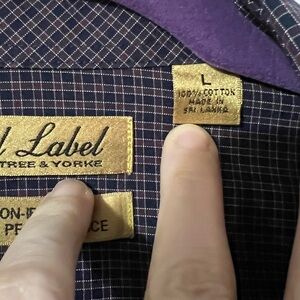 Label
TREE & YORKE
L
100% COTTON
MADE IN
SRI LANKA